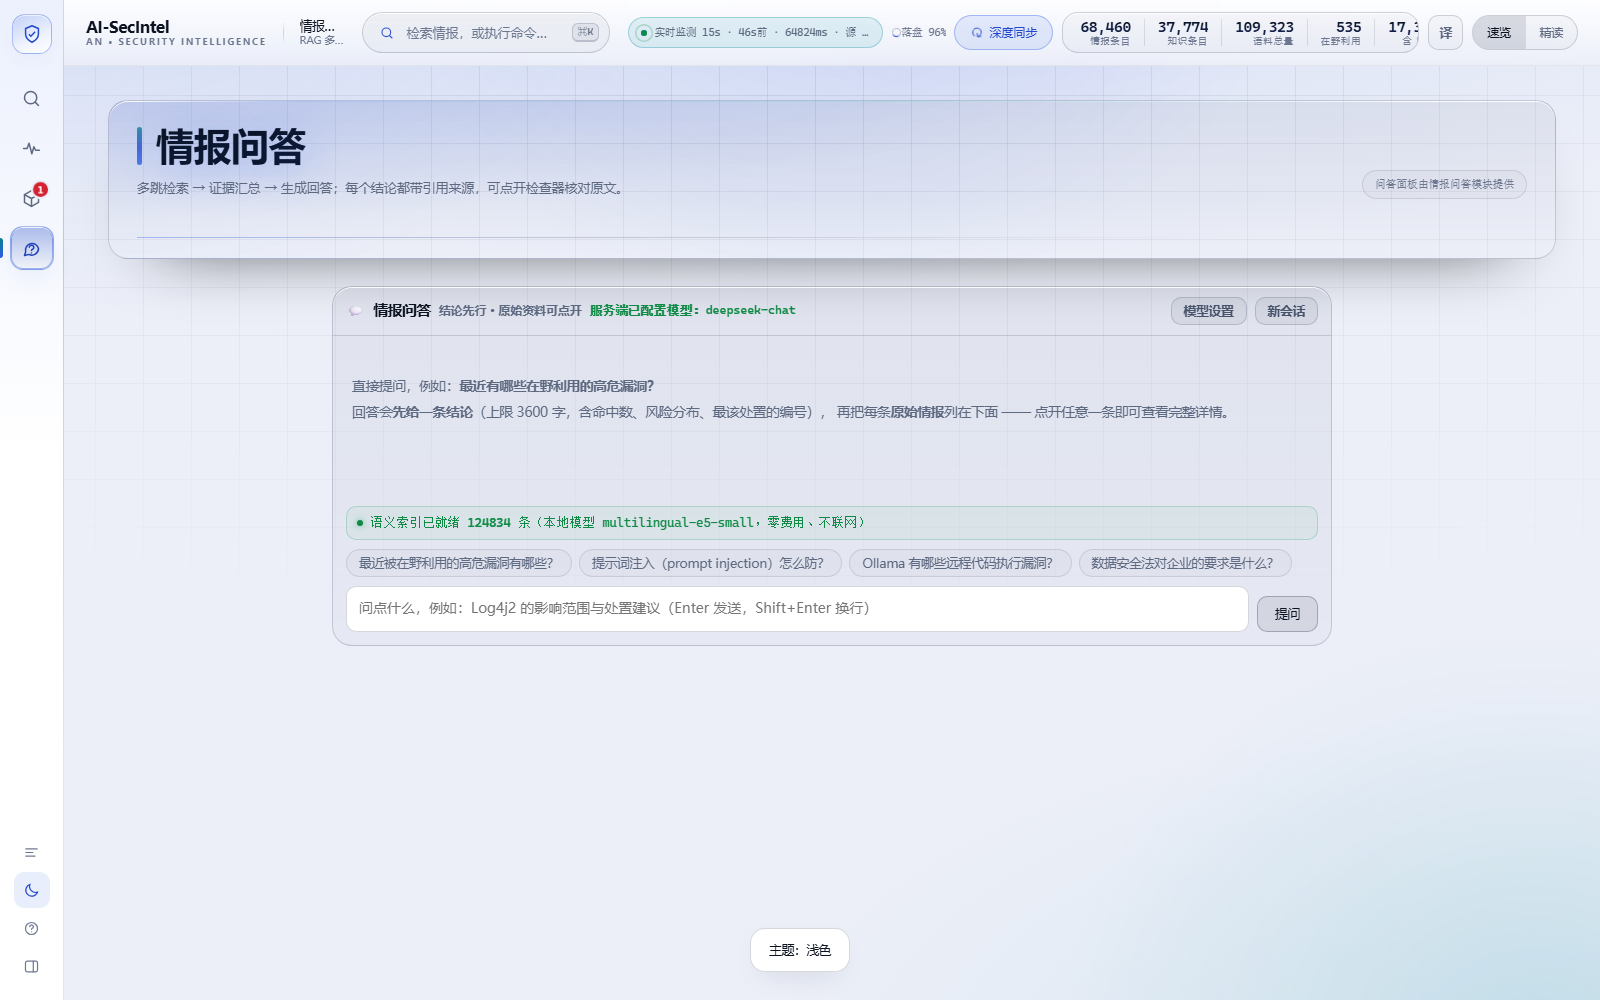 AI-SecIntel
AN • SECURITY INTELLIGENCE
情报...
RAG 多...
检索情报，或执行命令... ⌘K
实时监测 15s · 46s前 · 64824ms · 源 …
落盘 96%
深度同步
68,460 情报条目
37,774 知识条目
109,323 语料总量
535 在野利用
译
速览
精读
1
情报问答
多跳检索 → 证据汇总 → 生成回答；每个结论都带引用来源，可点开检查器核对原文。
问答面板由情报问答模块提供
情报问答 结论先行 • 原始资料可点开 服务端已配置模型：deepseek-chat
模型设置
新会话
直接提问，例如：最近有哪些在野利用的高危漏洞？
回答会先给一条结论（上限 3600 字，含命中数、风险分布、最该处置的编号），再把每条原始情报列在下面 —— 点开任意一条即可查看完整详情。
语义索引已就绪 124834 条（本地模型 multilingual-e5-small，零费用、不联网）
最近被在野利用的高危漏洞有哪些？
提示词注入（prompt injection）怎么防？
Ollama 有哪些远程代码执行漏洞？
数据安全法对企业的要求是什么？
问点什么，例如：Log4j2 的影响范围与处置建议（Enter 发送，Shift+Enter 换行）
提问
主题：浅色